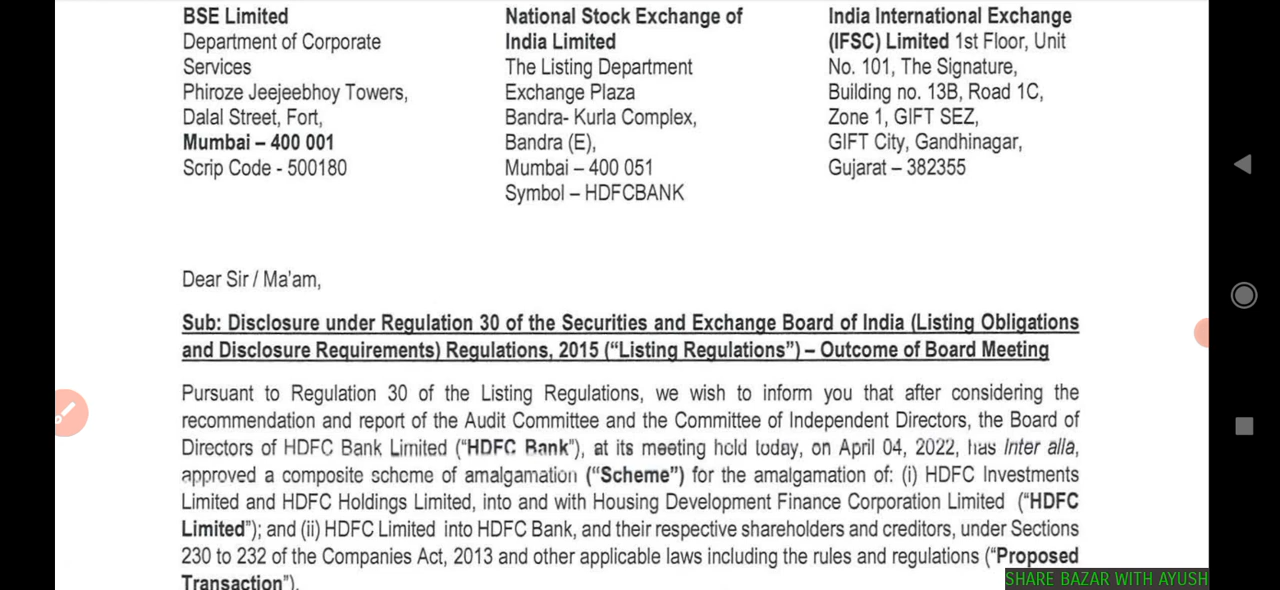 BSE Limited
Department of Corporate
Services
Phiroze Jeejeebhoy Towers,
Dalal Street, Fort,
Mumbai – 400 001
Scrip Code - 500180
National Stock Exchange of
India Limited
The Listing Department
Exchange Plaza
Bandra- Kurla Complex,
Bandra (E),
Mumbai – 400 051
Symbol – HDFCBANK
India International Exchange
(IFSC) Limited 1st Floor, Unit
No. 101, The Signature,
Building no. 13B, Road 1C,
Zone 1, GIFT SEZ,
GIFT City, Gandhinagar,
Gujarat – 382355
Dear Sir / Ma'am,
Sub: Disclosure under Regulation 30 of the Securities and Exchange Board of India (Listing Obligations
and Disclosure Requirements) Regulations, 2015 ("Listing Regulations") – Outcome of Board Meeting
Pursuant to Regulation 30 of the Listing Regulations, we wish to inform you that after considering the
recommendation and report of the Audit Committee and the Committee of Independent Directors, the Board of
Directors of HDFC Bank Limited ("HDFC Bank"), at its meeting held today, on April 04, 2022, has inter alia,
approved a composite scheme of amalgamation ("Scheme") for the amalgamation of: (i) HDFC Investments
Limited and HDFC Holdings Limited, into and with Housing Development Finance Corporation Limited ("HDFC
Limited"); and (ii) HDFC Limited into HDFC Bank, and their respective shareholders and creditors, under Sections
230 to 232 of the Companies Act, 2013 and other applicable laws including the rules and regulations ("Proposed
Transaction").
SHARE BAZAR WITH AYUSH